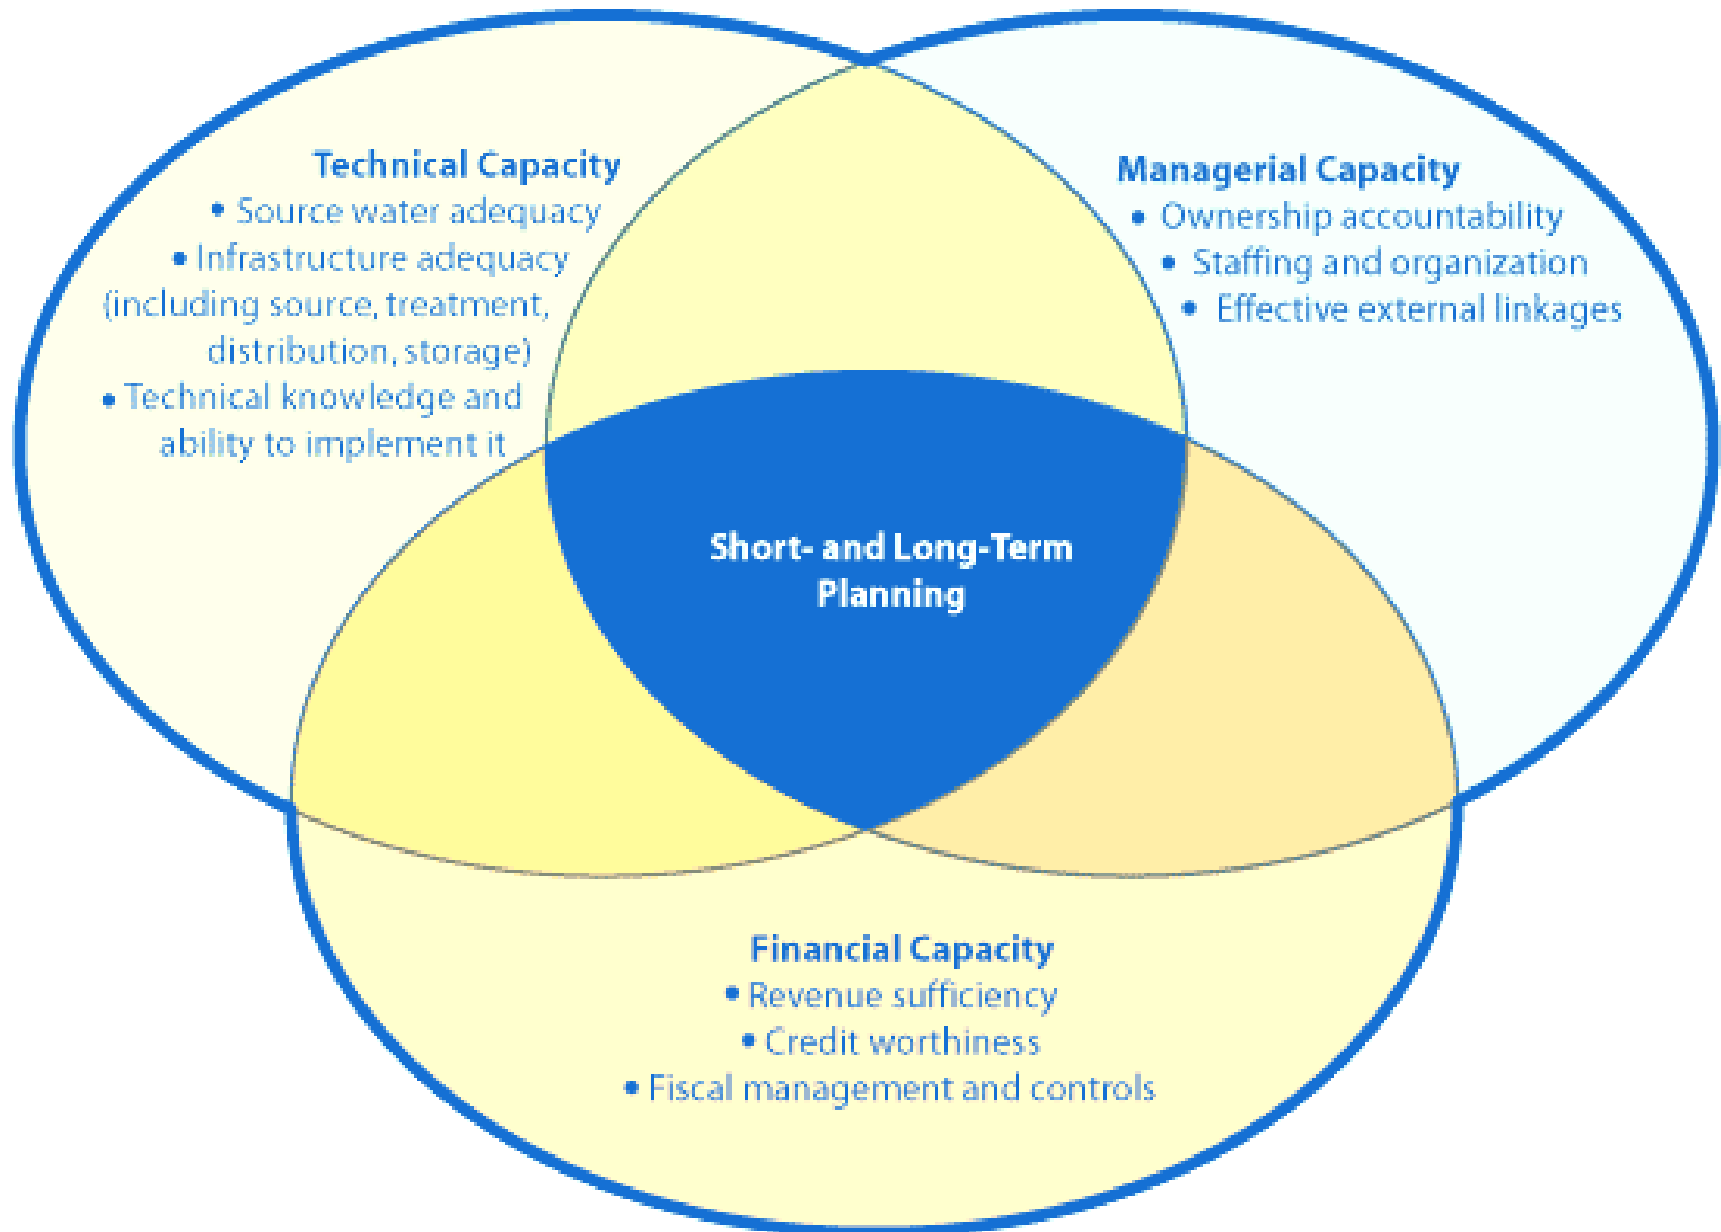 Technical Capacity
• Source water adequacy
• Infrastructure adequacy
(including source, treatment,
distribution, storage)
• Technical knowledge and
ability to implement it
Managerial Capacity
• Ownership accountability
• Staffing and organization
• Effective external linkages
Short- and Long-Term
Planning
Financial Capacity
• Revenue sufficiency
• Credit worthiness
• Fiscal management and controls